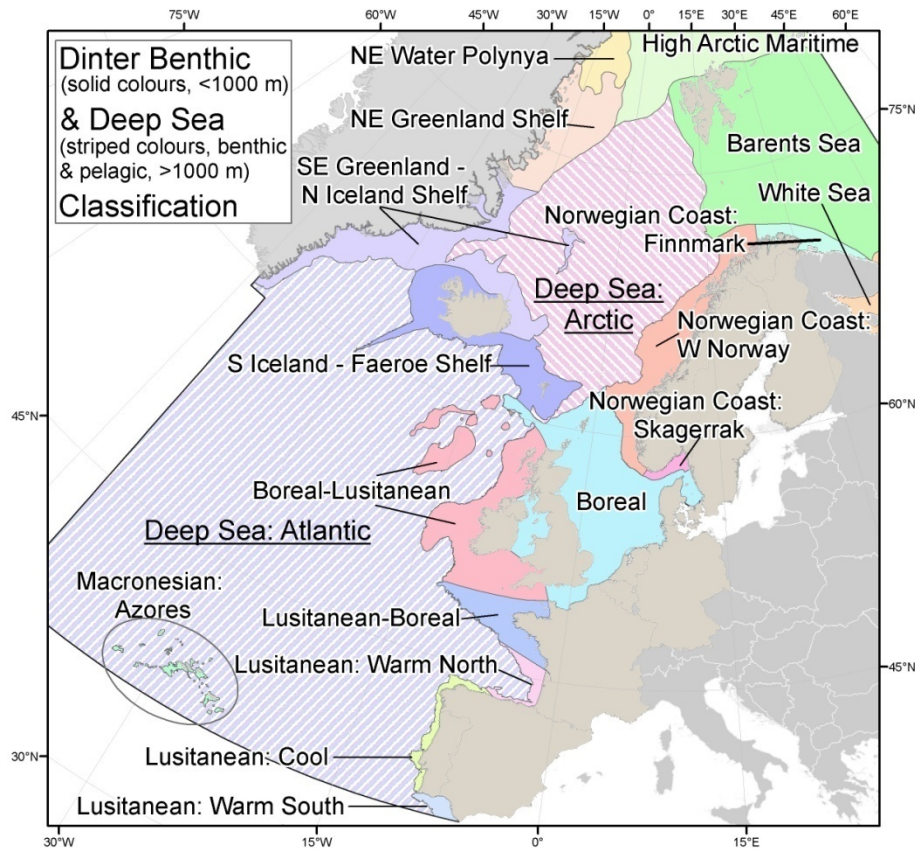 75°W
60°W
45°W
30°W
15°W
0°
15°E
30°E
45°E
60°E
Dinter Benthic
(solid colours, <1000 m)
& Deep Sea
(striped colours, benthic
& pelagic, >1000 m)
Classification
NE Water Polynya
High Arctic Maritime
NE Greenland Shelf
75°N
Barents Sea
SE Greenland -
N Iceland Shelf
White Sea
Norwegian Coast:
Finnmark
Deep Sea:
Arctic
Norwegian Coast:
W Norway
S Iceland - Faeroe Shelf
45°N
60°N
Norwegian Coast:
Skagerrak
Boreal-Lusitanean
Boreal
Deep Sea: Atlantic
Macronesian:
Azores
Lusitanean-Boreal
Lusitanean: Warm North
45°N
30°N
Lusitanean: Cool
Lusitanean: Warm South
30°W
15°W
0°
15°E